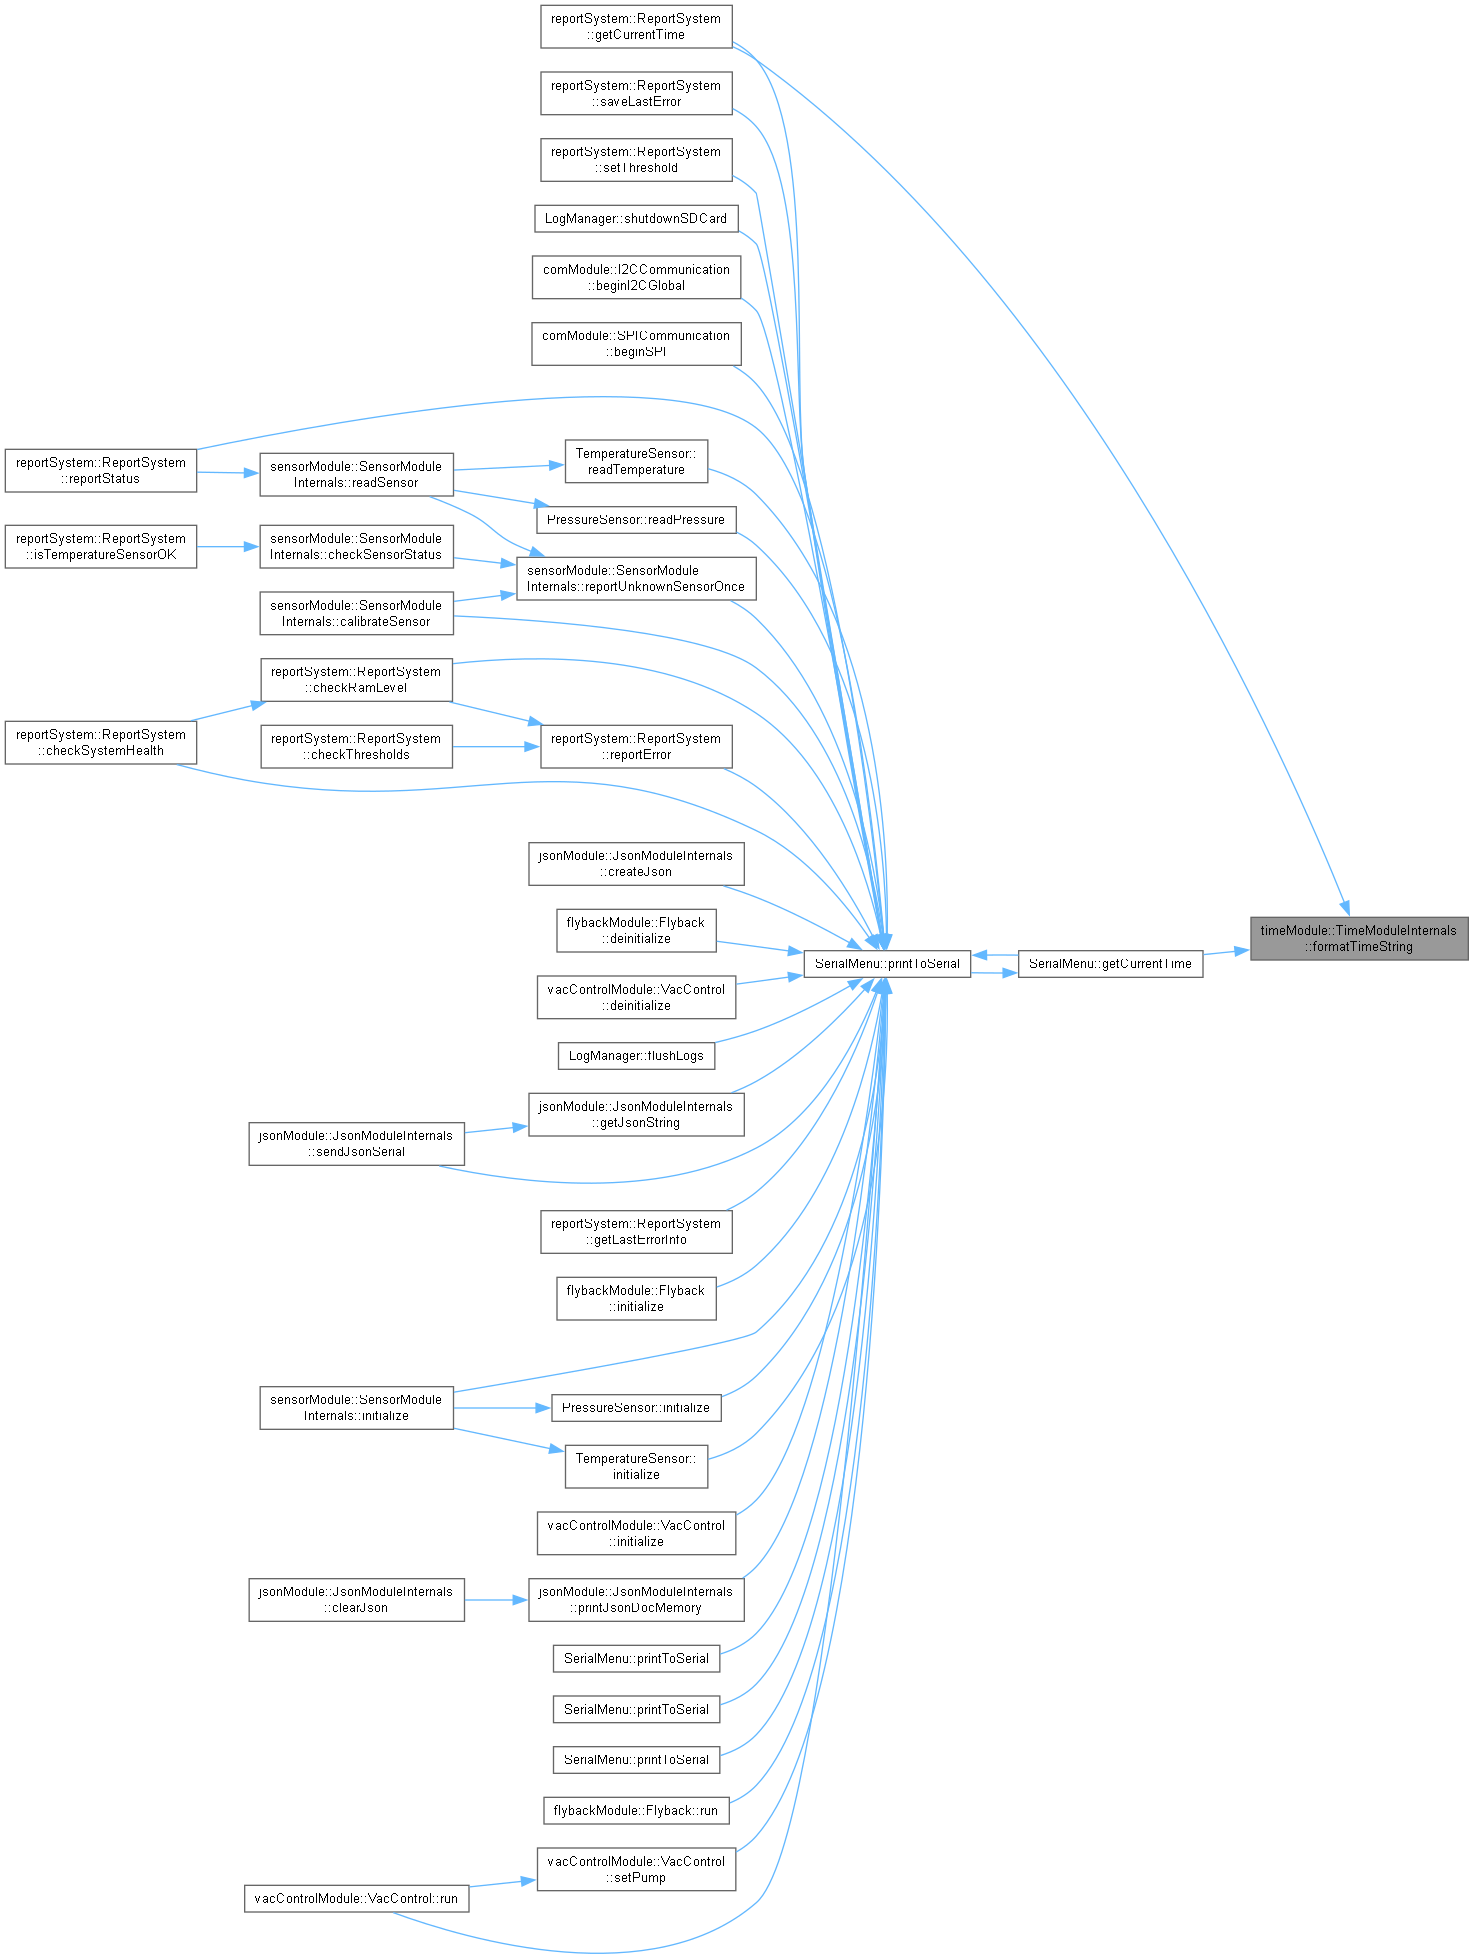 reportSystem::ReportSystem
::getCurrentTime
reportSystem::ReportSystem
::saveLastError
reportSystem::ReportSystem
::setThreshold
LogManager::shutdownSDCard
comModule::I2CCommunication
::beginI2CGlobal
comModule::SPICommunication
::beginSPI
reportSystem::ReportSystem
::reportStatus
sensorModule::SensorModule
Internals::readSensor
TemperatureSensor::
readTemperature
PressureSensor::readPressure
reportSystem::ReportSystem
::isTemperatureSensorOK
sensorModule::SensorModule
Internals::checkSensorStatus
sensorModule::SensorModule
Internals::reportUnknownSensorOnce
sensorModule::SensorModule
Internals::calibrateSensor
reportSystem::ReportSystem
::checkRamLevel
reportSystem::ReportSystem
::checkSystemHealth
reportSystem::ReportSystem
::checkThresholds
reportSystem::ReportSystem
::reportError
jsonModule::JsonModuleInternals
::createJson
flybackModule::Flyback
::deinitialize
SerialMenu::printToSerial
SerialMenu::getCurrentTime
timeModule::TimeModuleInternals
::formatTimeString
vacControlModule::VacControl
::deinitialize
LogManager::flushLogs
jsonModule::JsonModuleInternals
::getJsonString
jsonModule::JsonModuleInternals
::sendJsonSerial
reportSystem::ReportSystem
::getLastErrorInfo
flybackModule::Flyback
::initialize
sensorModule::SensorModule
Internals::initialize
PressureSensor::initialize
TemperatureSensor::
initialize
vacControlModule::VacControl
::initialize
jsonModule::JsonModuleInternals
::clearJson
jsonModule::JsonModuleInternals
::printJsonDocMemory
SerialMenu::printToSerial
SerialMenu::printToSerial
SerialMenu::printToSerial
flybackModule::Flyback::run
vacControlModule::VacControl
::setPump
vacControlModule::VacControl::run